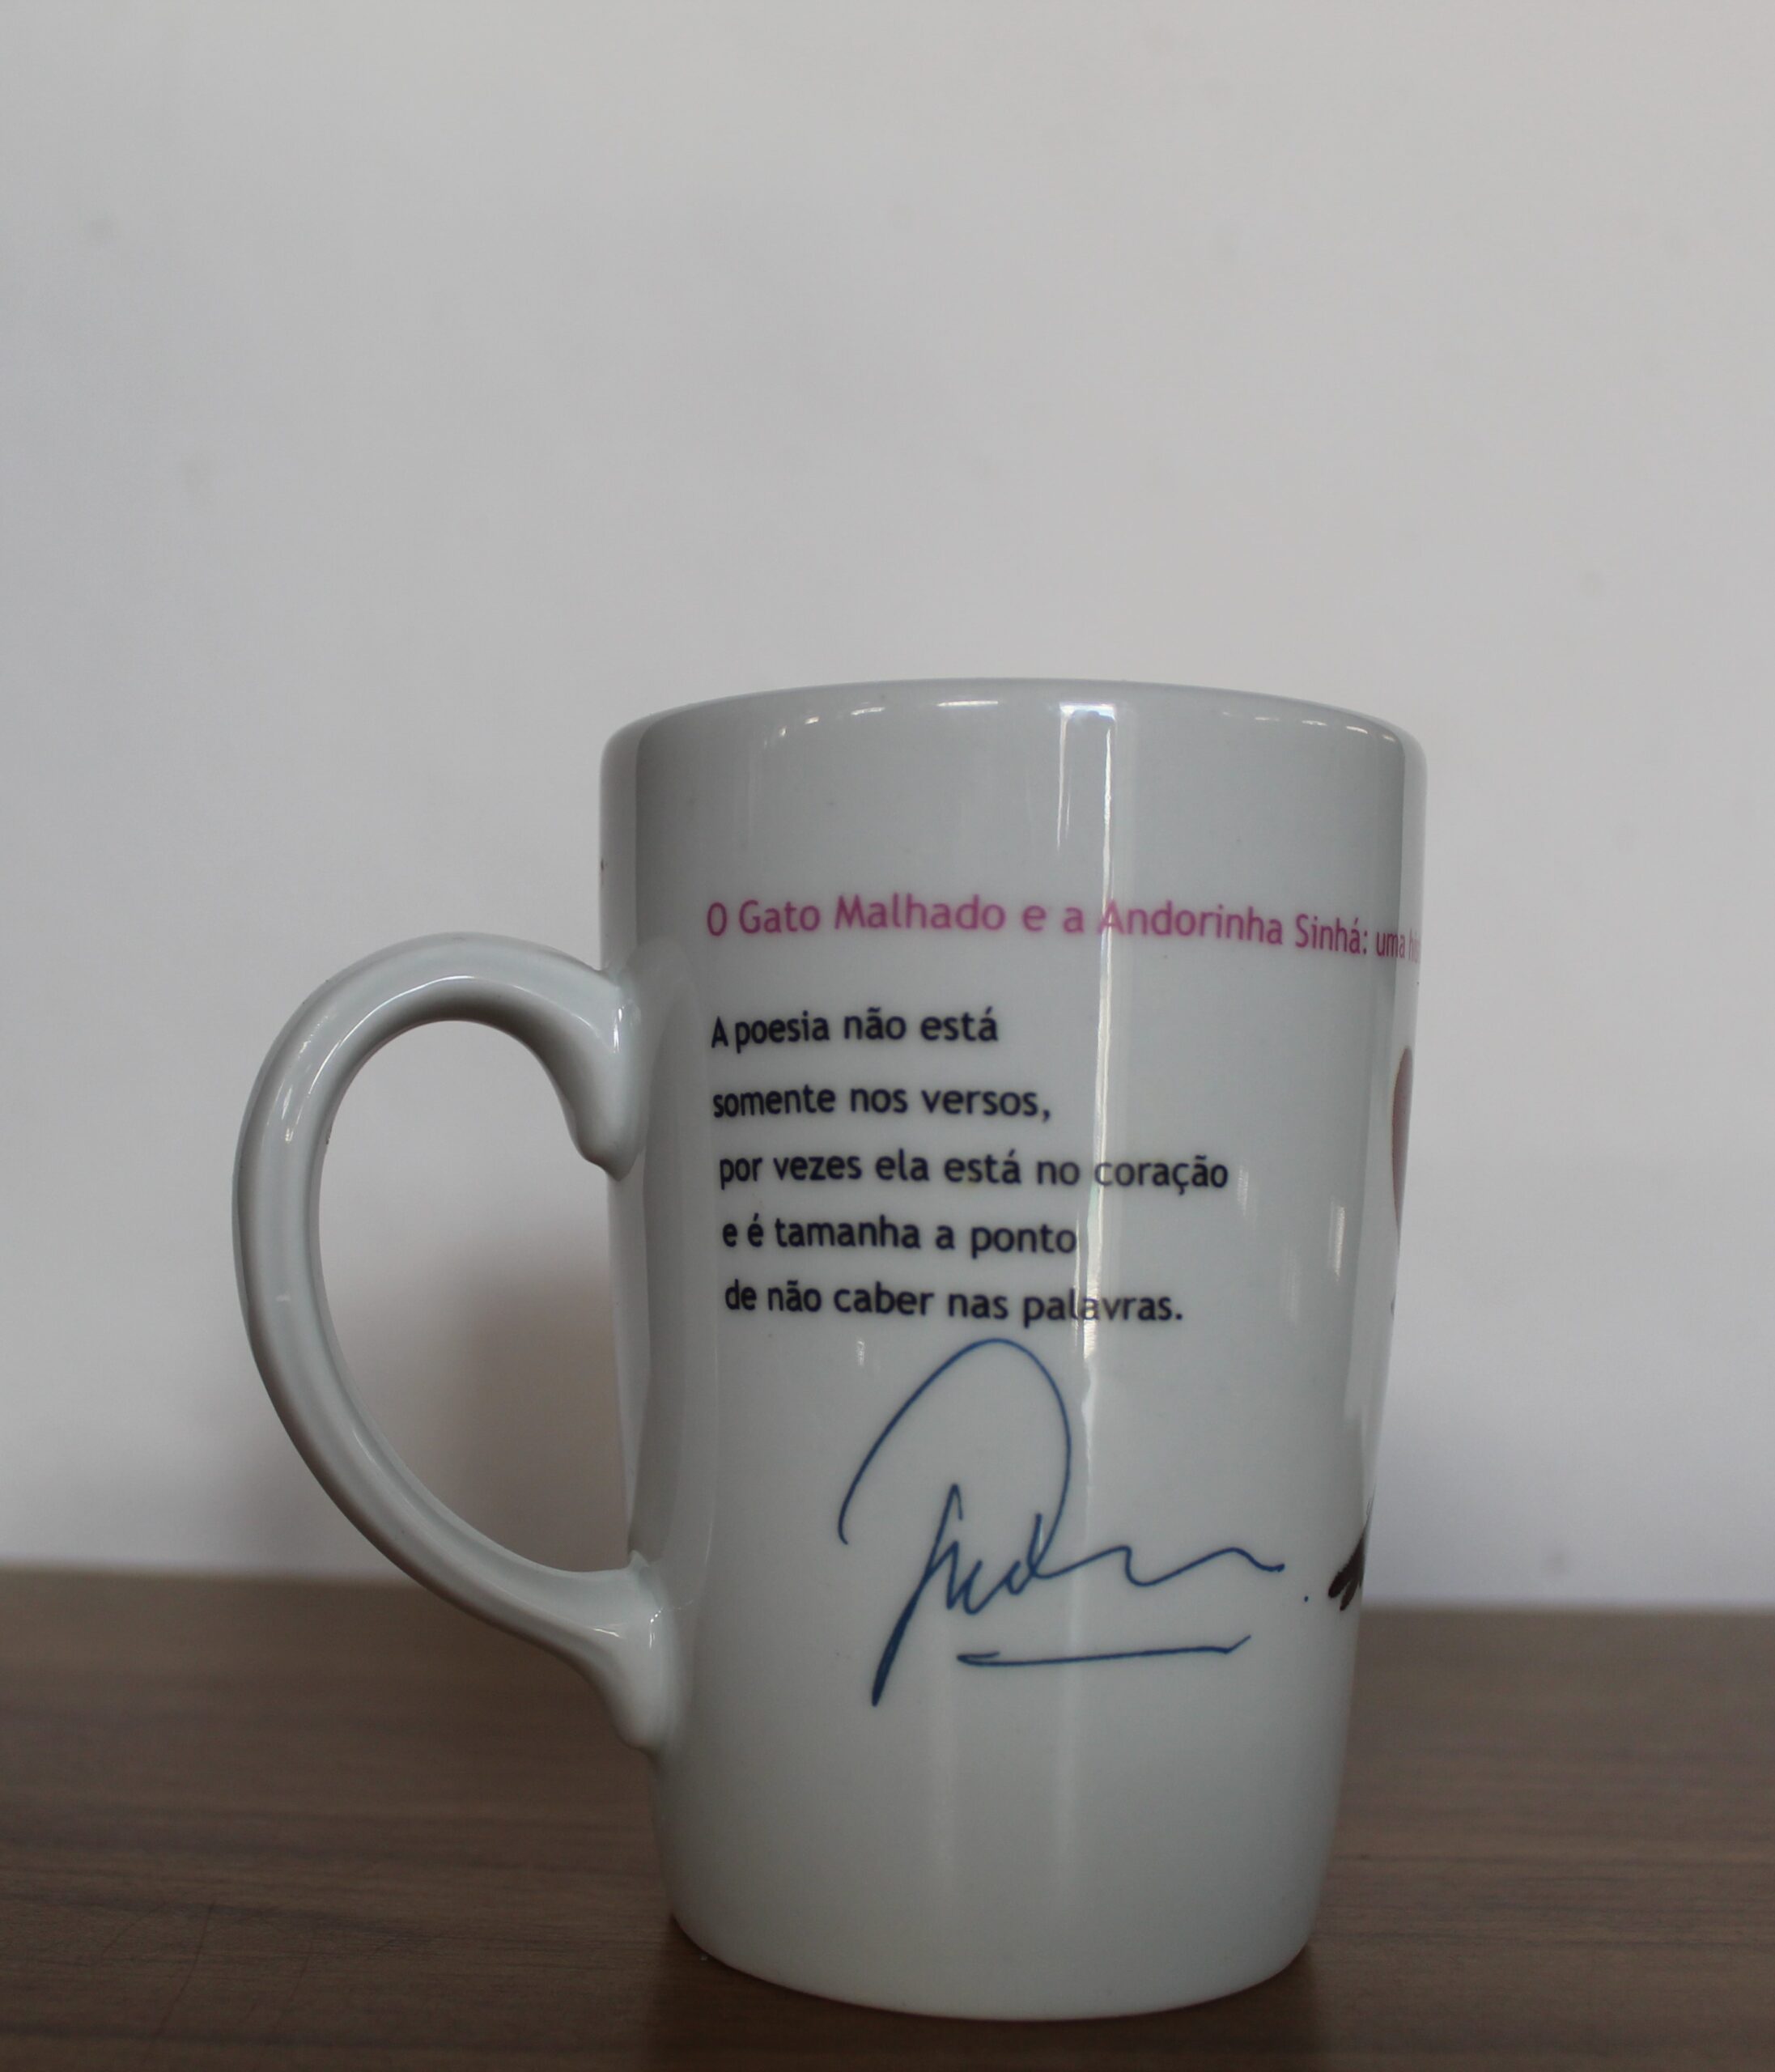 O Gato Malhado e a Andorinha Sinhá: uma
A poesia não está
somente nos versos,
por vezes ela está no coração
e é tamanha a ponto
de não caber nas palavras.